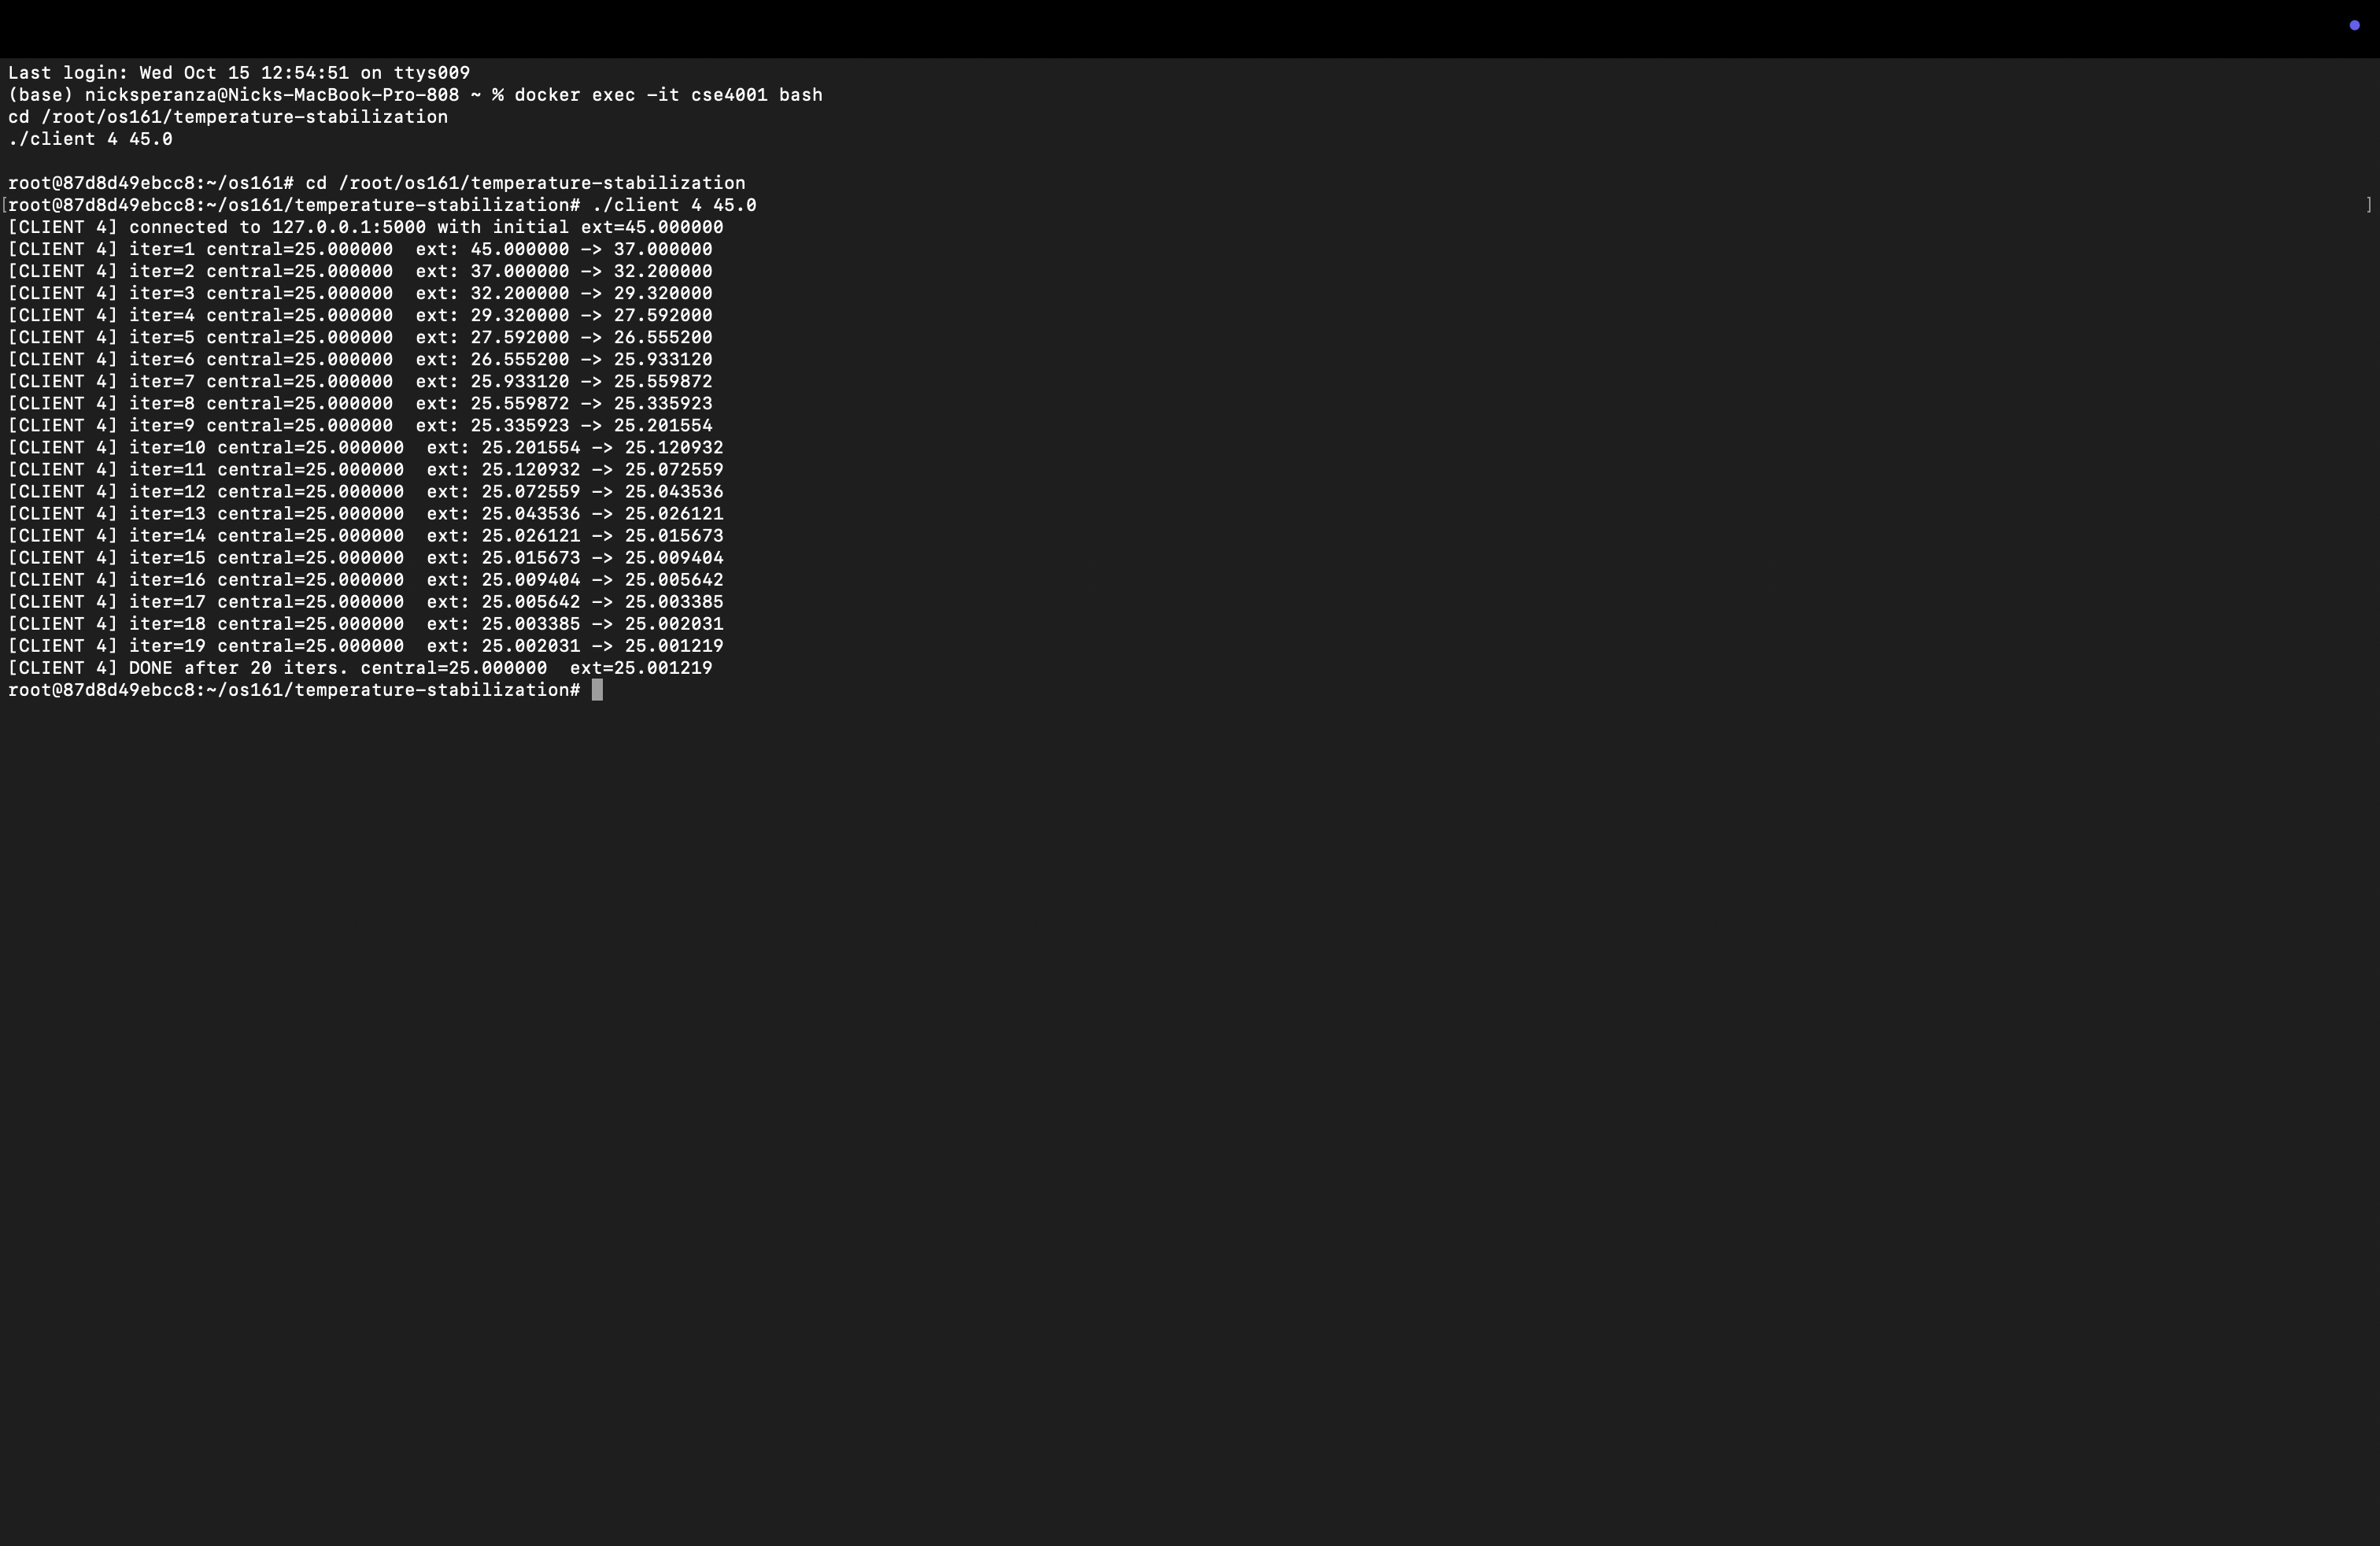 Last login: Wed Oct 15 12:54:51 on ttys009
(base) nicksperanza@Nicks-MacBook-Pro-808 ~ % docker exec -it cse4001 bash
cd /root/os161/temperature-stabilization
./client 4 45.0
root@87d8d49ebcc8:~/os161# cd /root/os161/temperature-stabilization
[root@87d8d49ebcc8:~/os161/temperature-stabilization# ./client 4 45.0 ]
[CLIENT 4] connected to 127.0.0.1:5000 with initial ext=45.000000
[CLIENT 4] iter=1 central=25.000000  ext: 45.000000 -> 37.000000
[CLIENT 4] iter=2 central=25.000000  ext: 37.000000 -> 32.200000
[CLIENT 4] iter=3 central=25.000000  ext: 32.200000 -> 29.320000
[CLIENT 4] iter=4 central=25.000000  ext: 29.320000 -> 27.592000
[CLIENT 4] iter=5 central=25.000000  ext: 27.592000 -> 26.555200
[CLIENT 4] iter=6 central=25.000000  ext: 26.555200 -> 25.933120
[CLIENT 4] iter=7 central=25.000000  ext: 25.933120 -> 25.559872
[CLIENT 4] iter=8 central=25.000000  ext: 25.559872 -> 25.335923
[CLIENT 4] iter=9 central=25.000000  ext: 25.335923 -> 25.201554
[CLIENT 4] iter=10 central=25.000000  ext: 25.201554 -> 25.120932
[CLIENT 4] iter=11 central=25.000000  ext: 25.120932 -> 25.072559
[CLIENT 4] iter=12 central=25.000000  ext: 25.072559 -> 25.043536
[CLIENT 4] iter=13 central=25.000000  ext: 25.043536 -> 25.026121
[CLIENT 4] iter=14 central=25.000000  ext: 25.026121 -> 25.015673
[CLIENT 4] iter=15 central=25.000000  ext: 25.015673 -> 25.009404
[CLIENT 4] iter=16 central=25.000000  ext: 25.009404 -> 25.005642
[CLIENT 4] iter=17 central=25.000000  ext: 25.005642 -> 25.003385
[CLIENT 4] iter=18 central=25.000000  ext: 25.003385 -> 25.002031
[CLIENT 4] iter=19 central=25.000000  ext: 25.002031 -> 25.001219
[CLIENT 4] DONE after 20 iters. central=25.000000  ext=25.001219
root@87d8d49ebcc8:~/os161/temperature-stabilization#